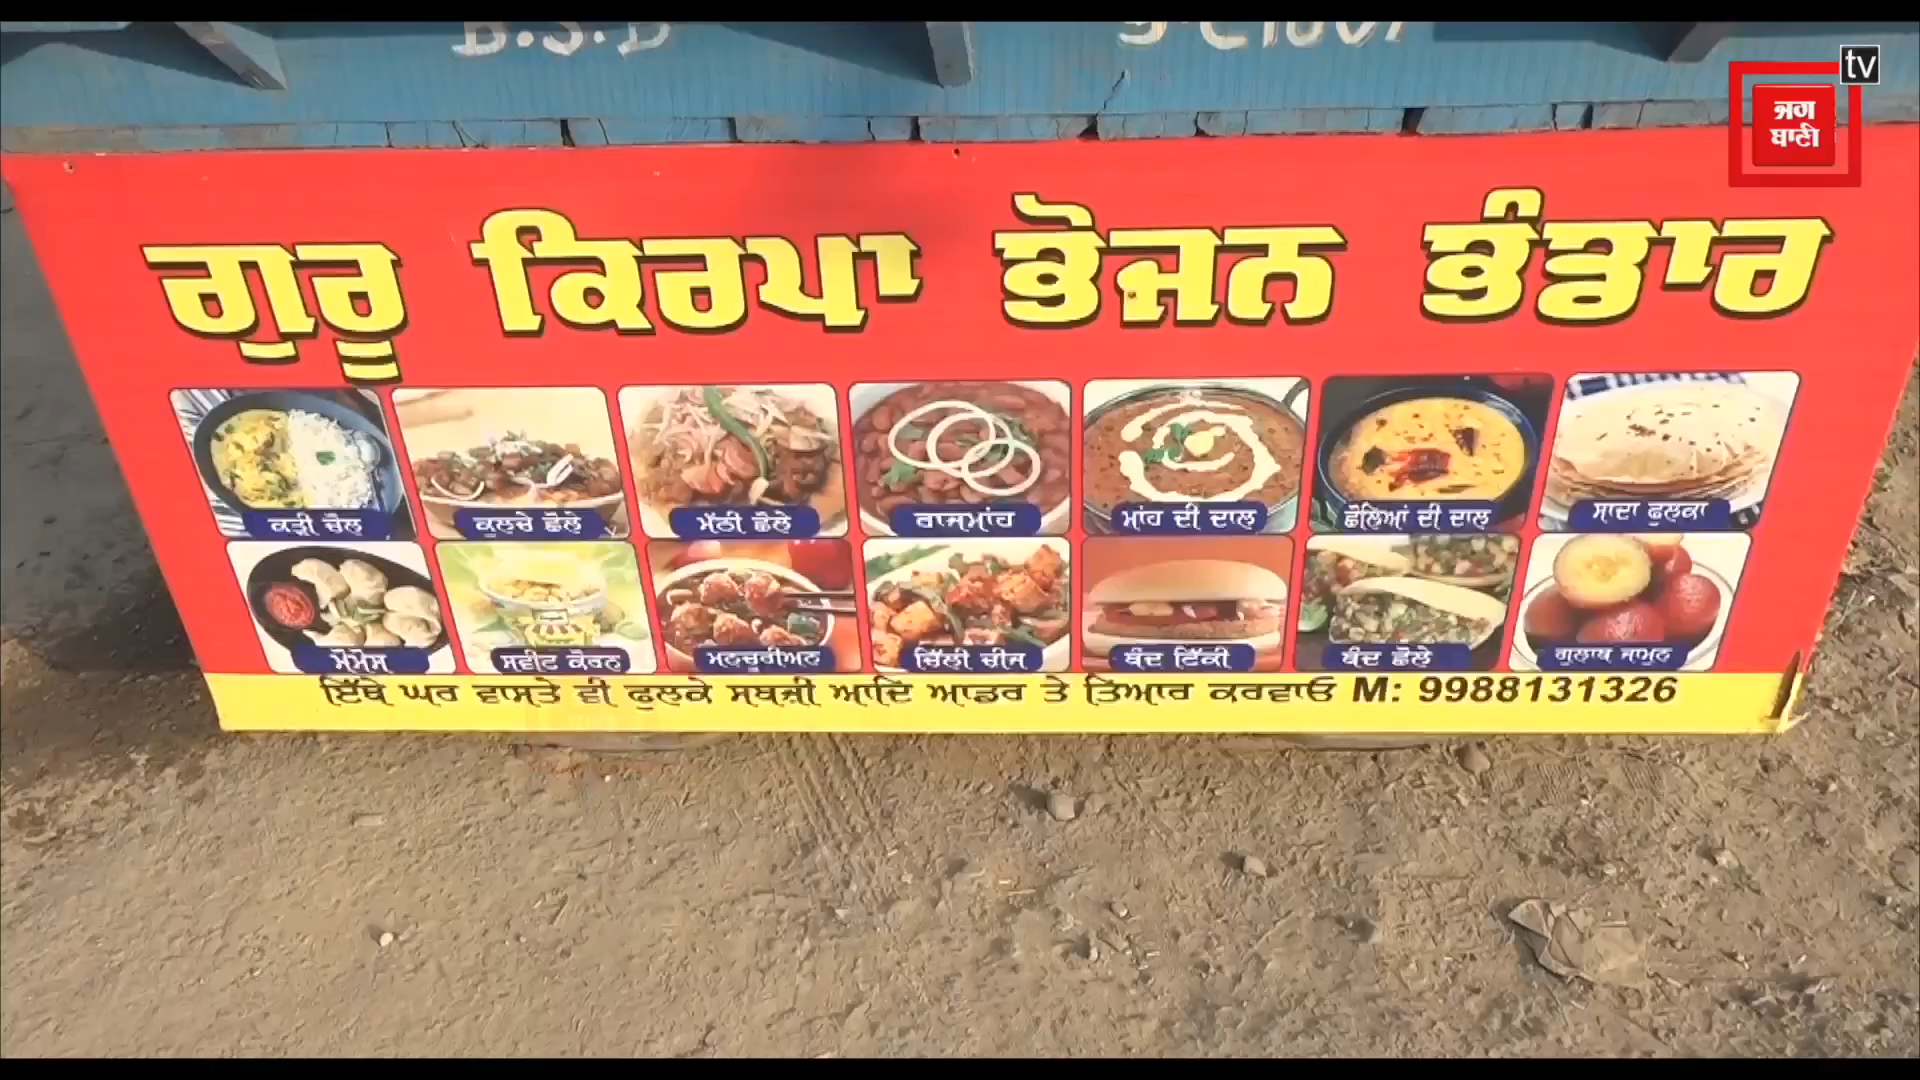 B.S.B
tv
ਜਗ
ਬਾਣੀ
ਗੁਰੂ ਕਿਰਪਾ ਭੋਜਨ ਭੰਡਾਰ
ਕੜੀ ਚੌਲ
ਕੁਲਚੇ ਛੋਲੇ
ਮੱਠੀ ਛੋਲੇ
ਰਾਜਮਾਂਹ
ਮਾਂਹ ਦੀ ਦਾਲ
ਛੋਲਿਆਂ ਦੀ ਦਾਲ
ਸਾਦਾ ਫੁਲਕਾ
ਮੋਮੋਸ
ਸਵੀਟ ਕੋਰਨ
ਮਨਚੂਰੀਅਨ
ਚਿੱਲੀ ਚੀਜ
ਬੰਦ ਟਿੱਕੀ
ਬੰਦ ਛੋਲੇ
ਗੁਲਾਬ ਜਾਮੁਨ
ਇੱਥੇ ਘਰ ਵਾਸਤੇ ਵੀ ਫੁਲਕੇ ਸਬਜ਼ੀ ਆਦਿ ਆਡਰ ਤੇ ਤਿਆਰ ਕਰਵਾਓ M: 9988131326